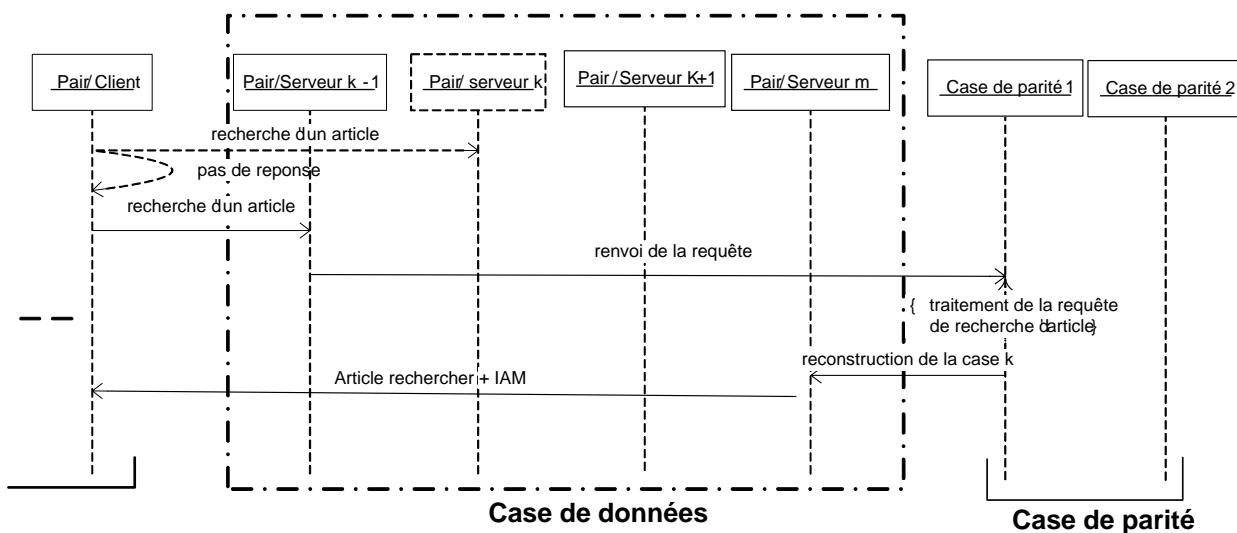 Pair/Client
Pair/Serveur k -1
Pair/ serveur k
Pair/Serveur K+1
Pair/Serveur m
Case de parité 1
Case de parité 2
recherche d'un article
pas de reponse
recherche d'un article
renvoi de la requête
{ traitement de la requête
de recherche d'article}
reconstruction de la case k
Article rechercher + IAM
Case de données
Case de parité